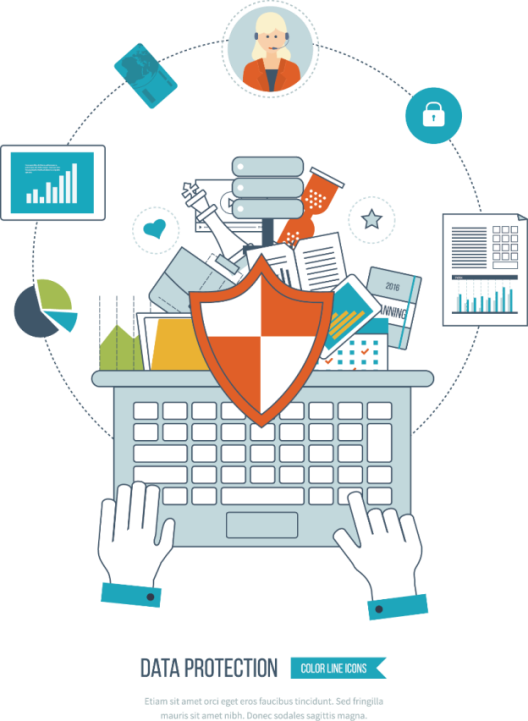 2016
ANNING
DATA PROTECTION
COLOR LINE ICONS
Etiam sit amet orci eget eros faucibus tincidunt. Sed fringilla
mauris sit amet nibh. Donec sodales sagittis magna.